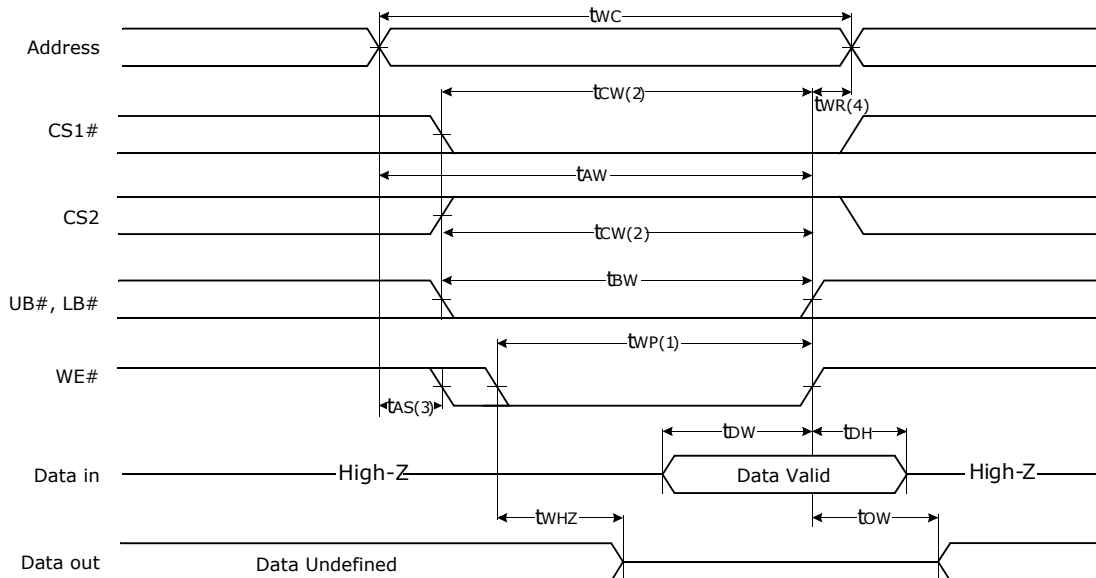 tWC
Address
tCW(2)
tWR(4)
CS1#
tAW
CS2
tCW(2)
tBW
UB#, LB#
tWP(1)
WE#
tAS(3)
tDW
tDH
Data in
High-Z
Data Valid
High-Z
tWHZ
tOW
Data out
Data Undefined